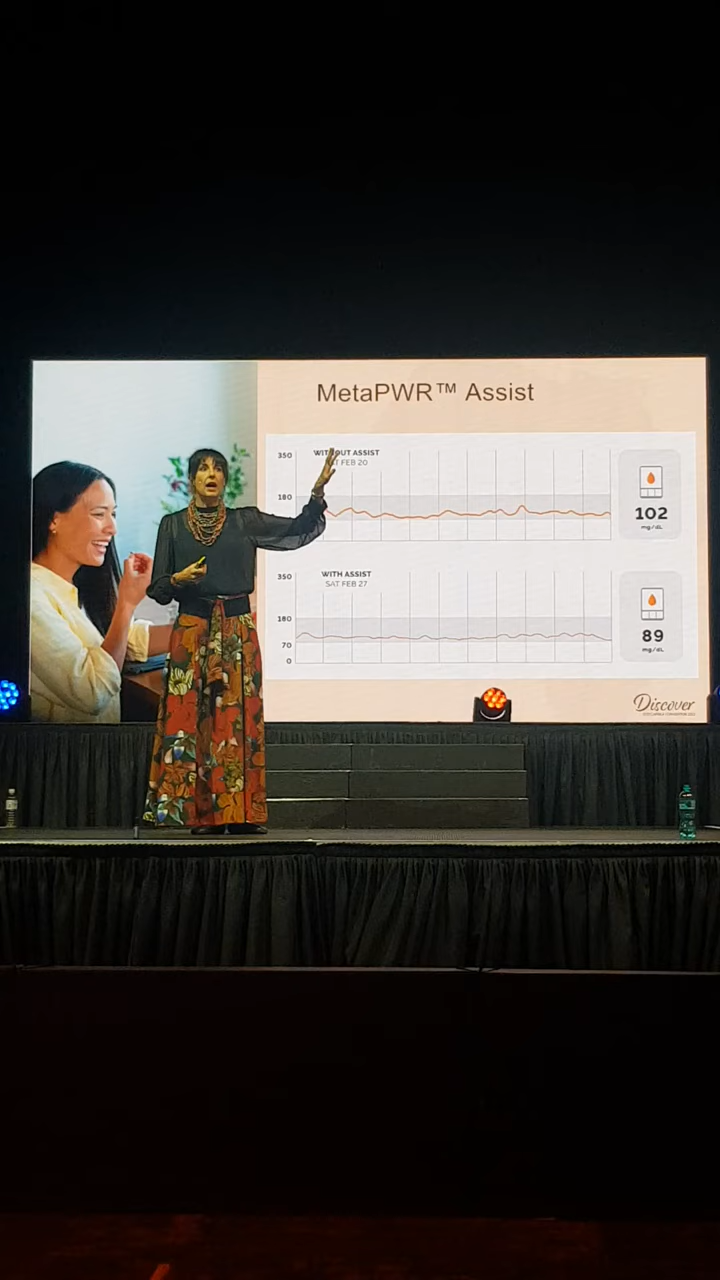 MetaPWR™ Assist
350
WITHOUT ASSIST
SAT FEB 20
180
102
mg/dL
350
WITH ASSIST
SAT FEB 27
180
70
0
89
mg/dL
Discover